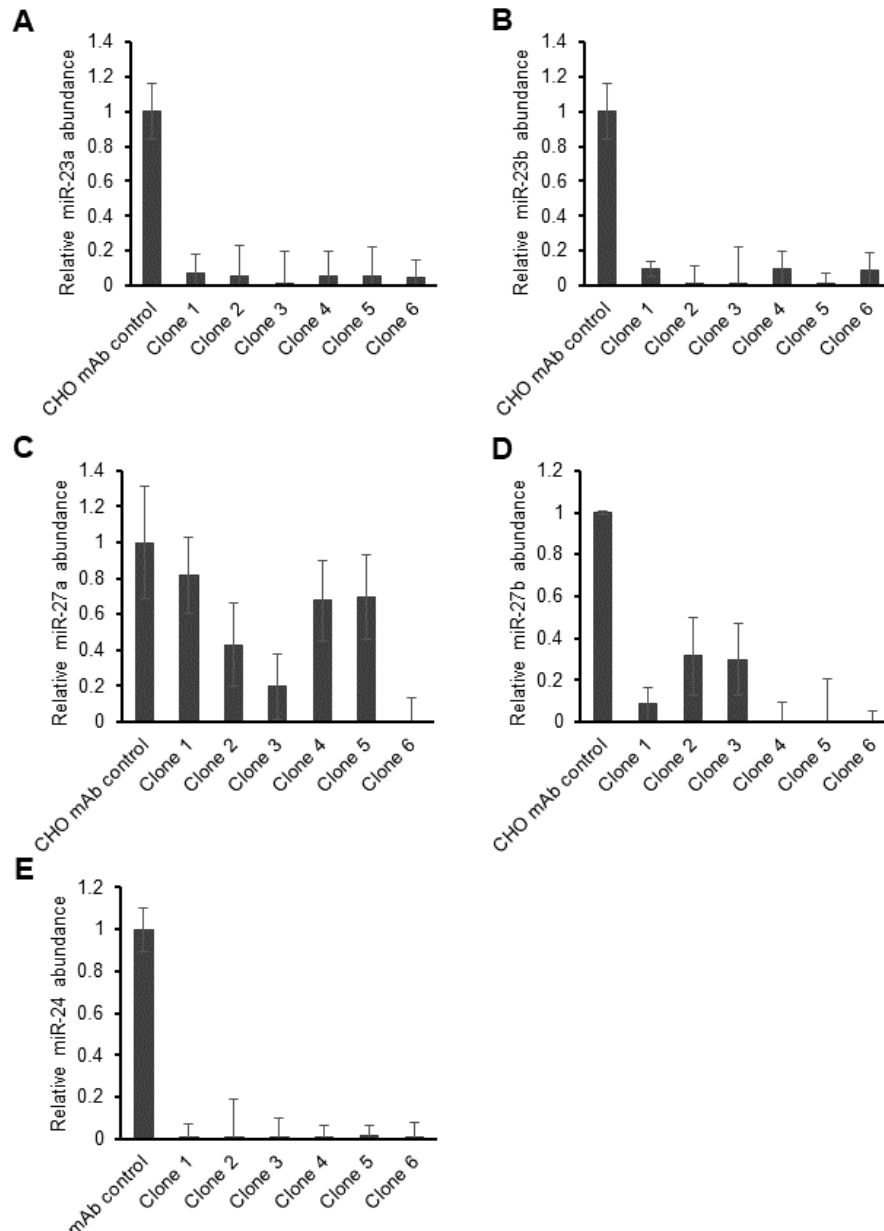 A
Relative miR-23a abundance
1.4
1.2
1
0.8
0.6
0.4
0.2
0
CHO mAb control
Clone 1
Clone 2
Clone 3
Clone 4
Clone 5
Clone 6
B
Relative miR-23b abundance
1.4
1.2
1
0.8
0.6
0.4
0.2
0
CHO mAb control
Clone 1
Clone 2
Clone 3
Clone 4
Clone 5
Clone 6
C
Relative miR-27a abundance
1.4
1.2
1
0.8
0.6
0.4
0.2
0
CHO mAb control
Clone 1
Clone 2
Clone 3
Clone 4
Clone 5
Clone 6
D
Relative miR-27b abundance
1.2
1
0.8
0.6
0.4
0.2
0
CHO mAb control
Clone 1
Clone 2
Clone 3
Clone 4
Clone 5
Clone 6
E
Relative miR-24 abundance
1.2
1
0.8
0.6
0.4
0.2
0
mAb control
Clone 1
Clone 2
Clone 3
Clone 4
Clone 5
Clone 6